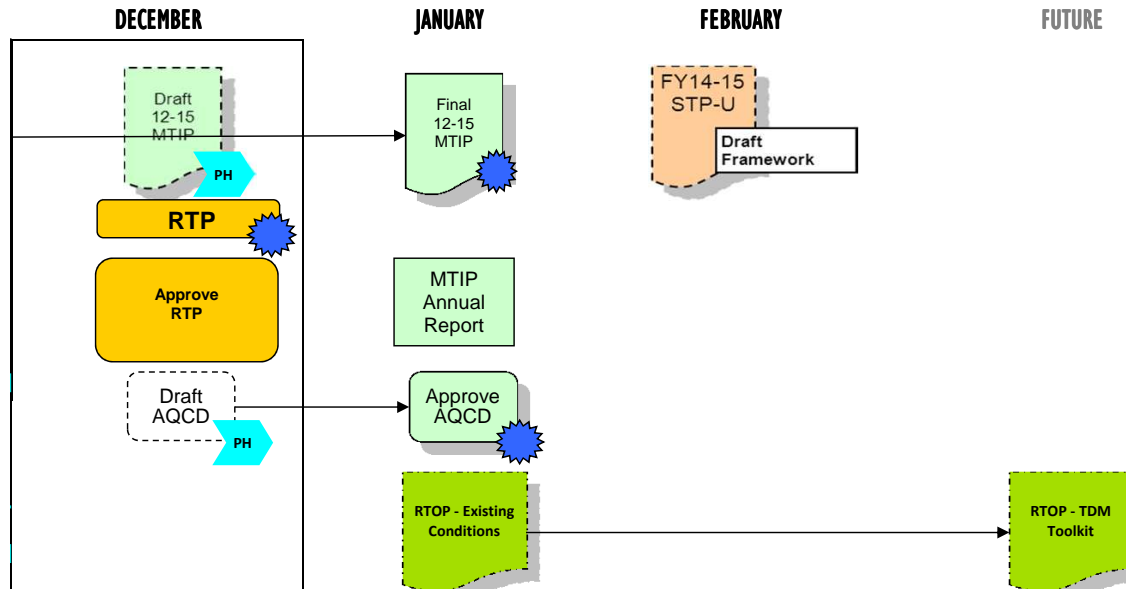 DECEMBER
JANUARY
FEBRUARY
FUTURE
Draft
12-15
MTIP
PH
Final
12-15
MTIP
FY14-15
STP-U
Draft
Framework
RTP
Approve
RTP
MTIP
Annual
Report
Draft
AQCD
PH
Approve
AQCD
RTOP - Existing
Conditions
RTOP - TDM
Toolkit